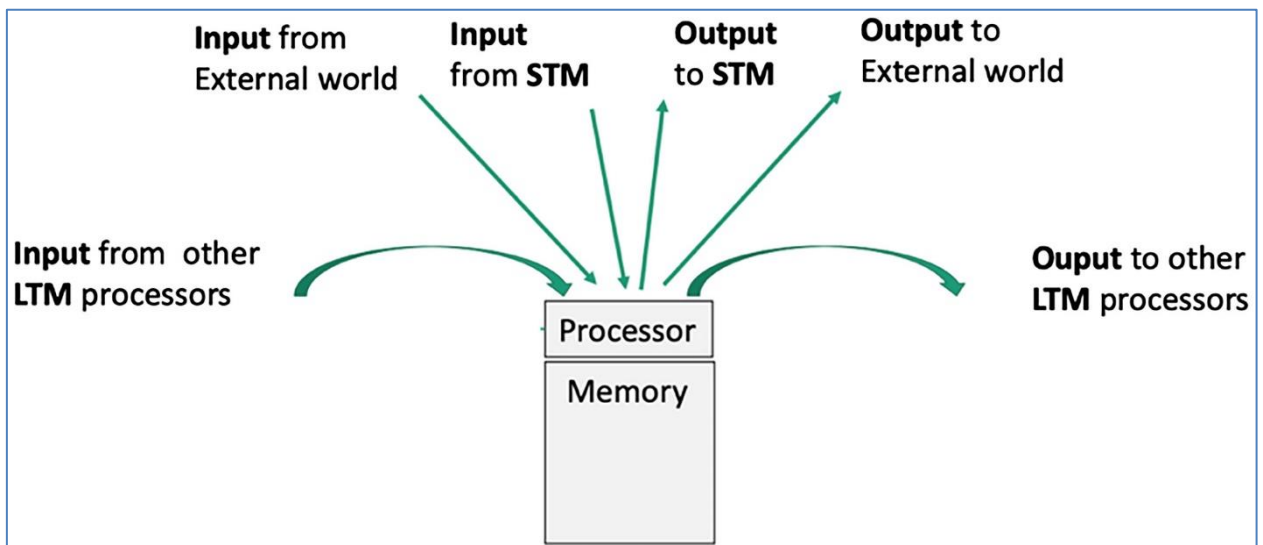 Input from
External world
Input
from STM
Output
to STM
Output to
External world
Input from other
LTM processors
Ouput to other
LTM processors
Processor
Memory